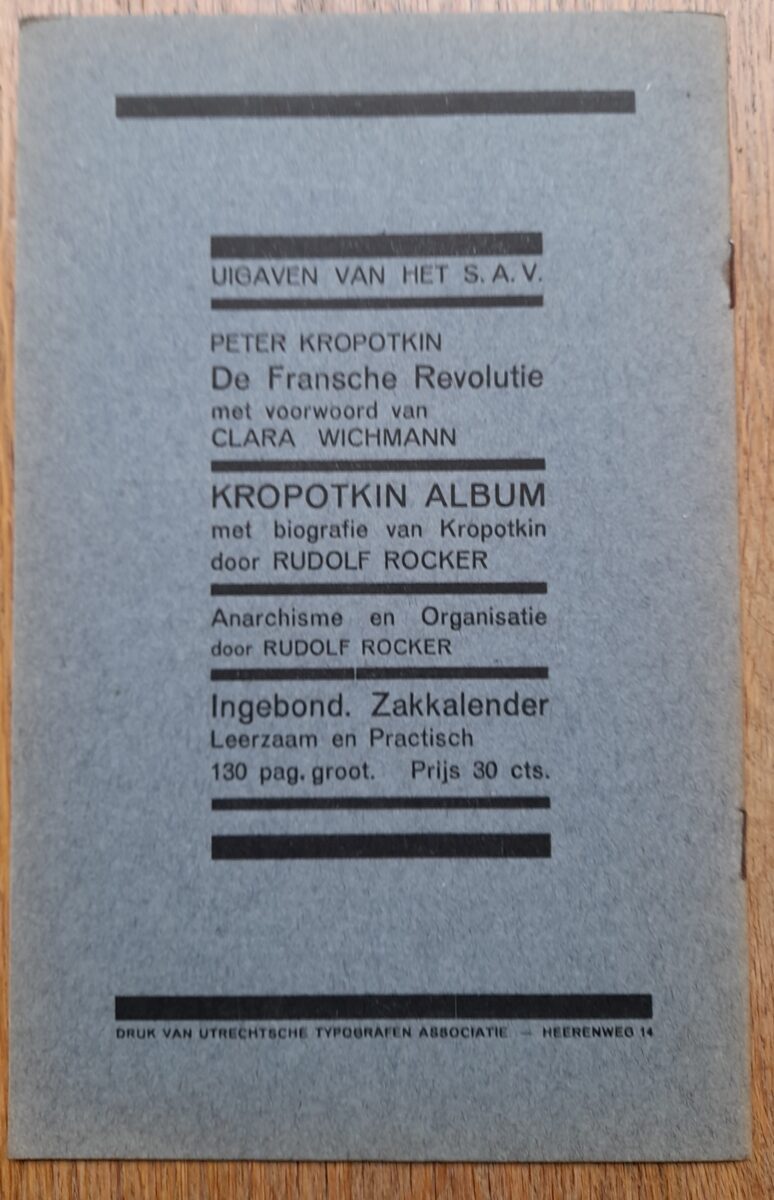 UIGAVEN VAN HET S. A. V.
PETER KROPOTKIN
De Fransche Revolutie
met voorwoord van
CLARA WICHMANN
KROPOTKIN ALBUM
met biografie van Kropotkin
door RUDOLF ROCKER
Anarchisme en Organisatie
door RUDOLF ROCKER
Ingebond. Zakkalender
Leerzaam en Practisch
130 pag. groot. Prijs 30 cts.
DRUK VAN UTRECHTSCHE TYPOGRAFEN ASSOCIATIE — HEERENWEG 14